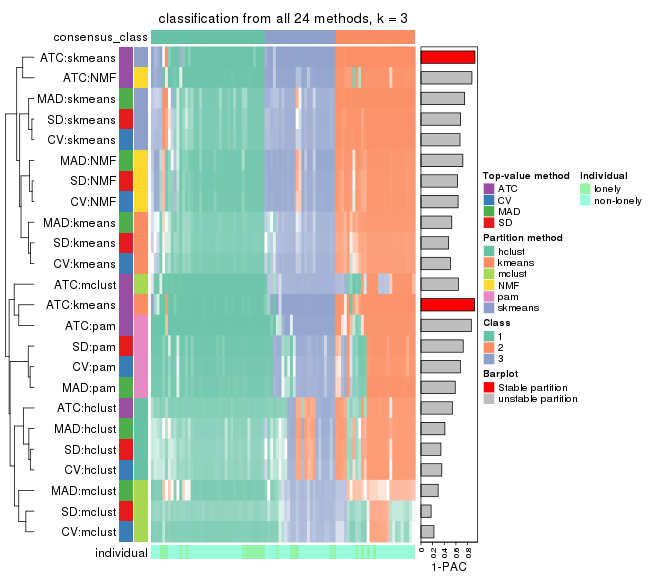 classification from all 24 methods, k = 3
consensus_class
ATC:skmeans
ATC:NMF
MAD:skmeans
SD:skmeans
CV:skmeans
MAD:NMF
SD:NMF
CV:NMF
MAD:kmeans
SD:kmeans
CV:kmeans
ATC:mclust
ATC:kmeans
ATC:pam
SD:pam
CV:pam
MAD:pam
ATC:hclust
MAD:hclust
SD:hclust
CV:hclust
MAD:mclust
SD:mclust
CV:mclust
individual
0 0.2 0.4 0.6 0.8
1-PAC
Top-value method
ATC
CV
MAD
SD
Partition method
hclust
kmeans
mclust
NMF
pam
skmeans
Class
1
2
3
Barplot
Stable partition
unstable partition
individual
lonely
non-lonely